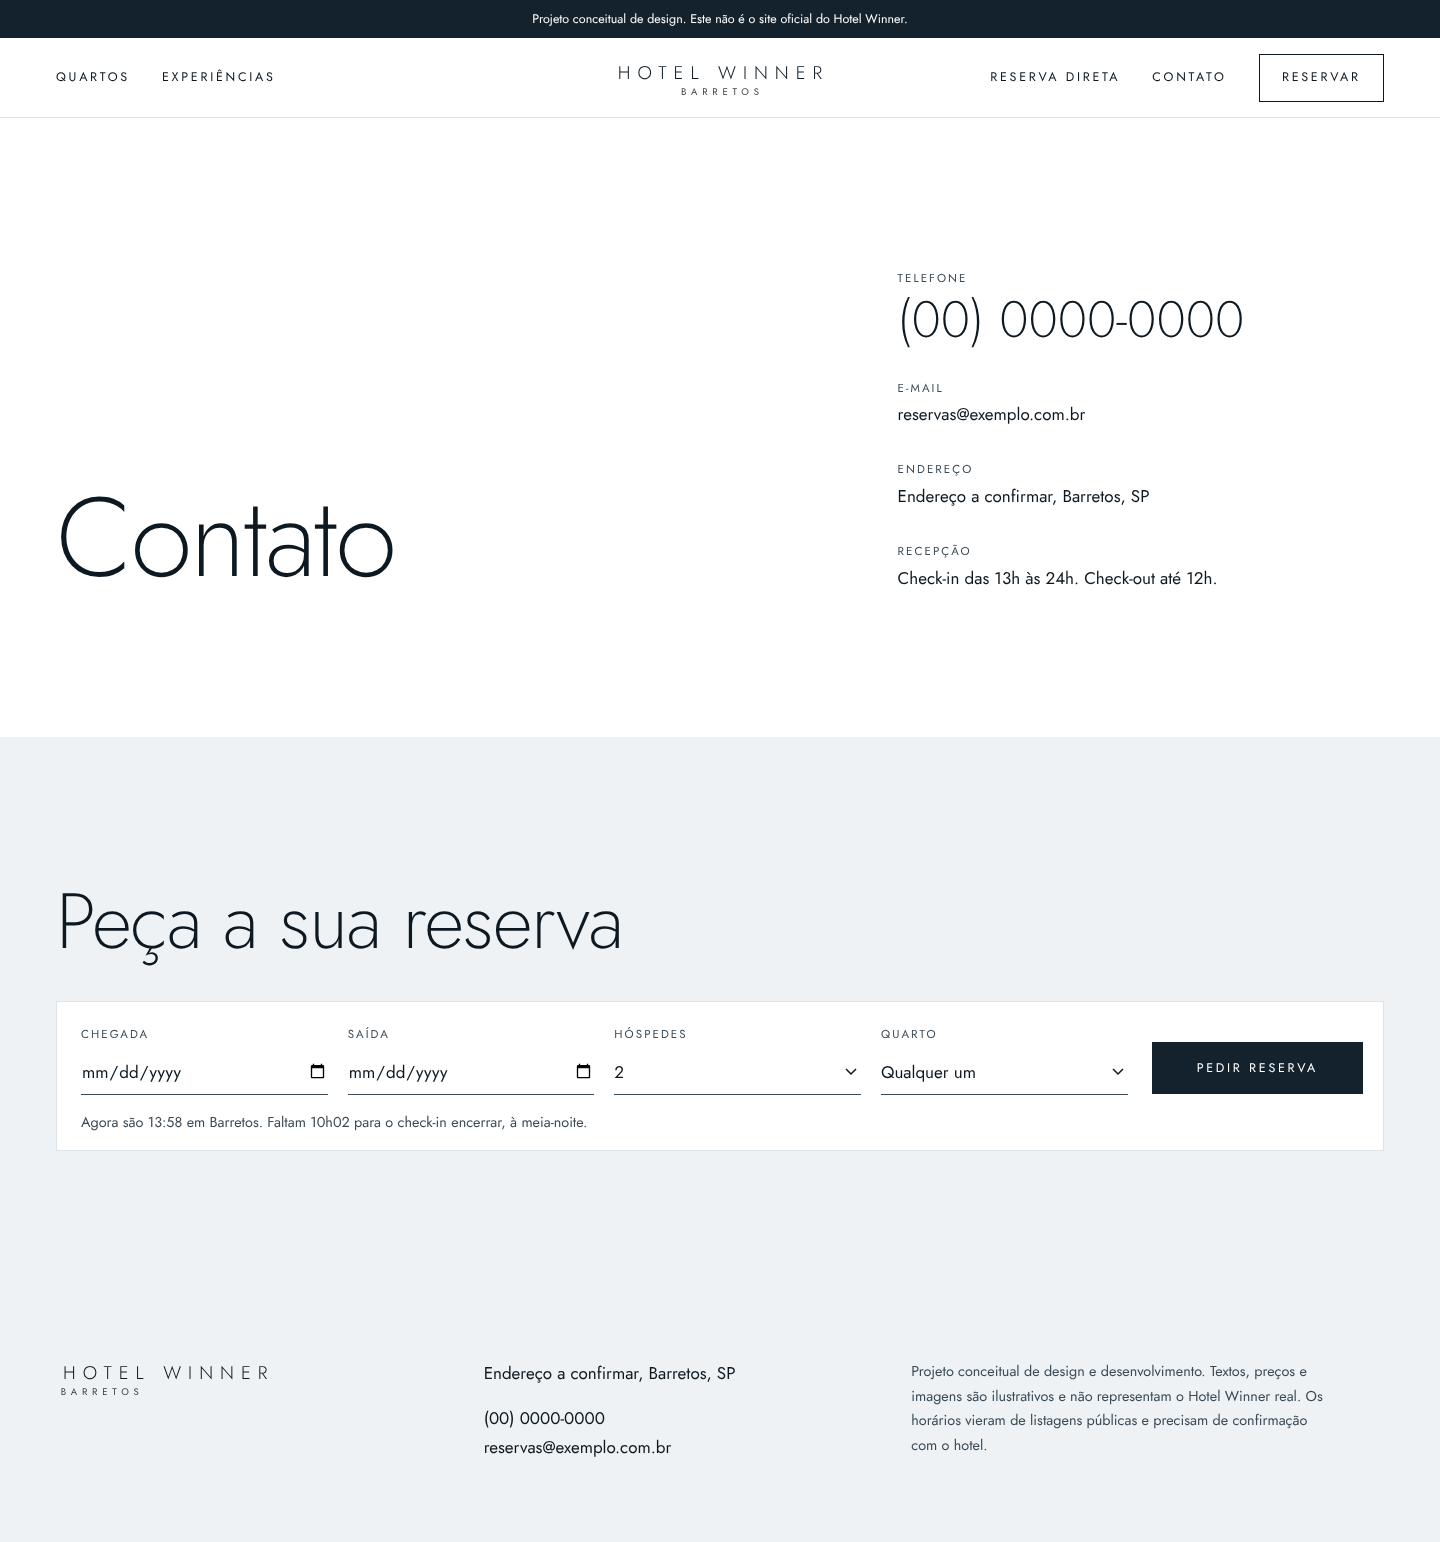 Projeto conceitual de design. Este não é o site oficial do Hotel Winner.
QUARTOS
EXPERIÊNCIAS
HOTEL WINNER
BARRETOS
RESERVA DIRETA
CONTATO
RESERVAR
TELEFONE
(00) 0000-0000
E-MAIL
reservas@exemplo.com.br
ENDEREÇO
Endereço a confirmar, Barretos, SP
RECEPÇÃO
Check-in das 13h às 24h. Check-out até 12h.
Contato
Peça a sua reserva
CHEGADA
mm/dd/yyyy
SAÍDA
mm/dd/yyyy
HÓSPEDES
2
QUARTO
Qualquer um
PEDIR RESERVA
Agora são 13:58 em Barretos. Faltam 10h02 para o check-in encerrar, à meia-noite.
HOTEL WINNER
BARRETOS
Endereço a confirmar, Barretos, SP
(00) 0000-0000
reservas@exemplo.com.br
Projeto conceitual de design e desenvolvimento. Textos, preços e
imagens são ilustrativos e não representam o Hotel Winner real. Os
horários vieram de listagens públicas e precisam de confirmação
com o hotel.